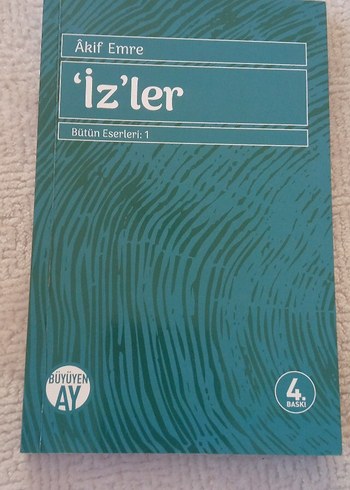 Âkif Emre
‘İz’ler
Bütün Eserleri: 1
BÜYÜYEN
AY
4.
BASKI